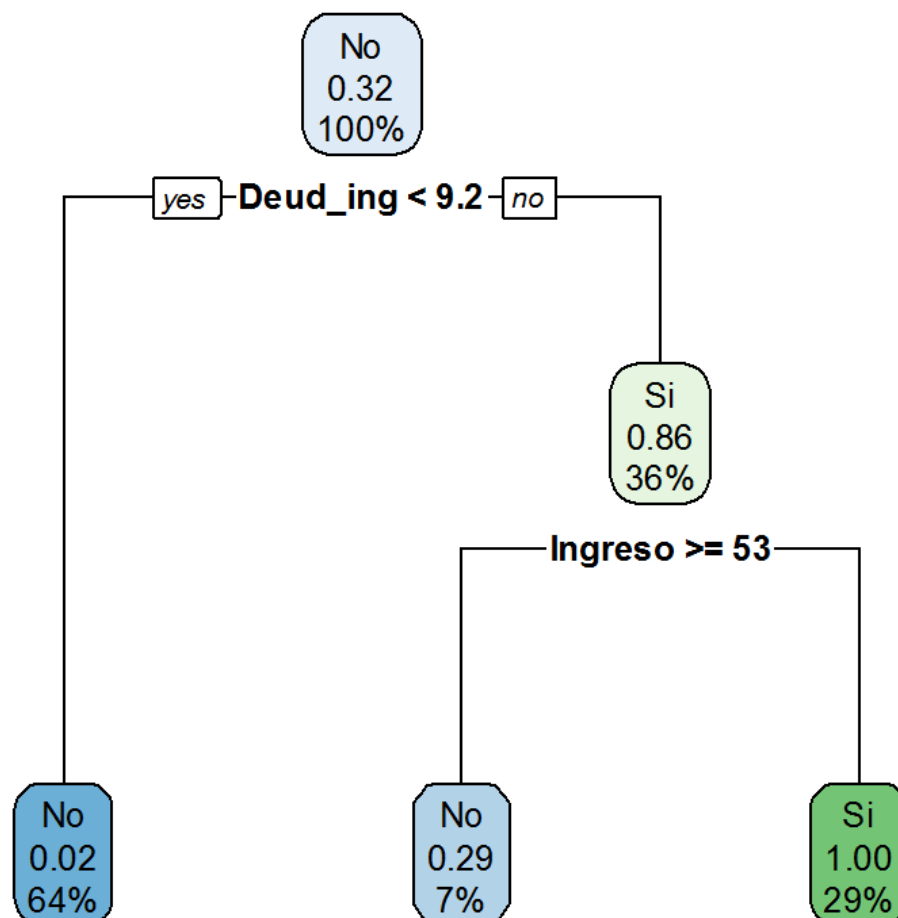 No
0.32
100%
yes Deud_ing < 9.2 no
Si
0.86
36%
Ingreso >= 53
No
0.02
64%
No
0.29
7%
Si
1.00
29%